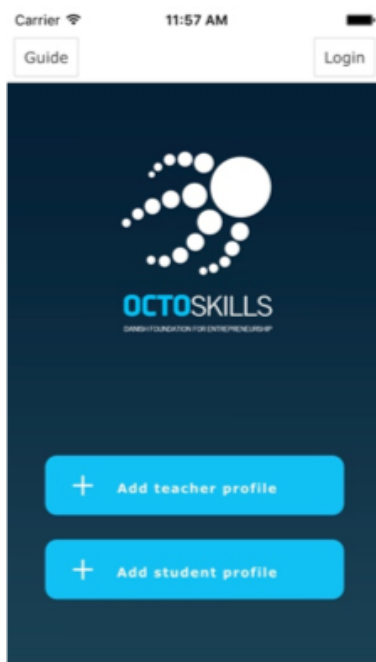 Carrier 11:57 AM
Guide Login
OCTOSKILLS
DANISH FOUNDATION FOR ENTREPRENEURSHIP
+ Add teacher profile
+ Add student profile